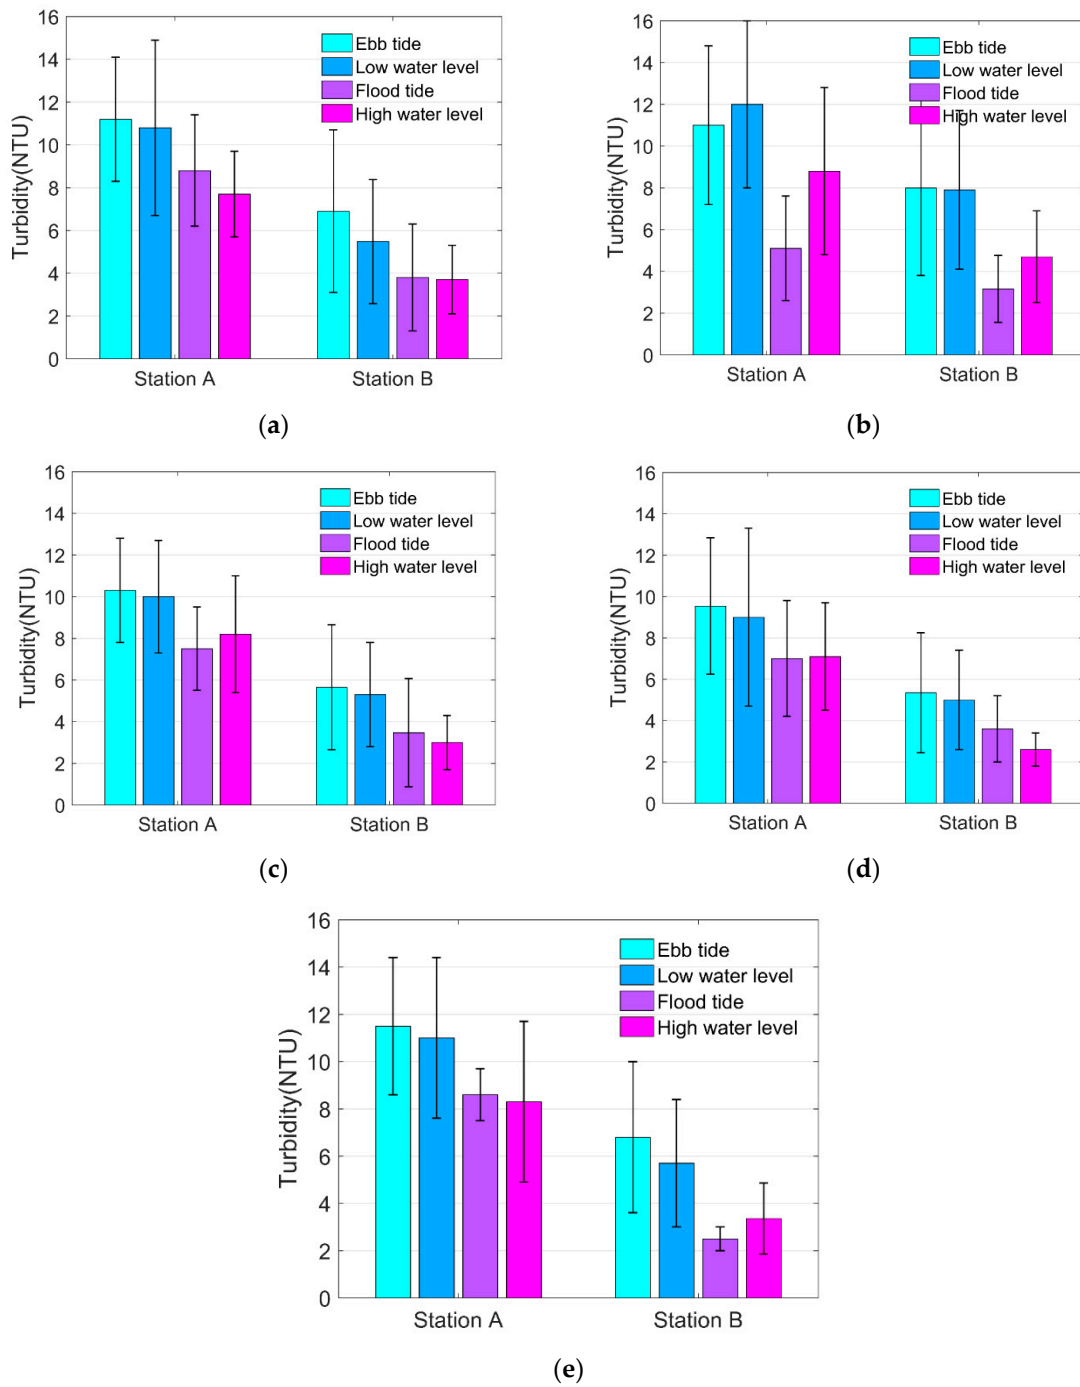 16
14
12
10
8
6
4
2
0
Turbidity(NTU)
Ebb tide
Low water level
Flood tide
High water level
Station A
Station B
(a)
16
14
12
10
8
6
4
2
0
Turbidity(NTU)
Ebb tide
Low water level
Flood tide
High water level
Station A
Station B
(b)
16
14
12
10
8
6
4
2
0
Turbidity(NTU)
Ebb tide
Low water level
Flood tide
High water level
Station A
Station B
(c)
16
14
12
10
8
6
4
2
0
Turbidity(NTU)
Ebb tide
Low water level
Flood tide
High water level
Station A
Station B
(d)
16
14
12
10
8
6
4
2
0
Turbidity(NTU)
Ebb tide
Low water level
Flood tide
High water level
Station A
Station B
(e)